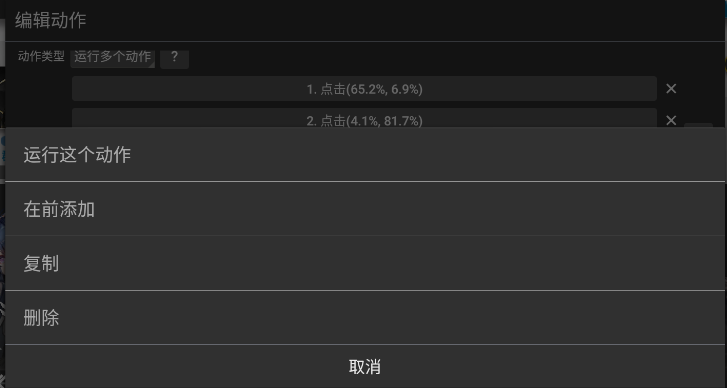 编辑动作
动作类型 运行多个动作 ?
1. 点击(65.2%, 6.9%) ✕
2. 点击(4.1%, 81.7%) ✕
运行这个动作
在前添加
复制
删除
取消